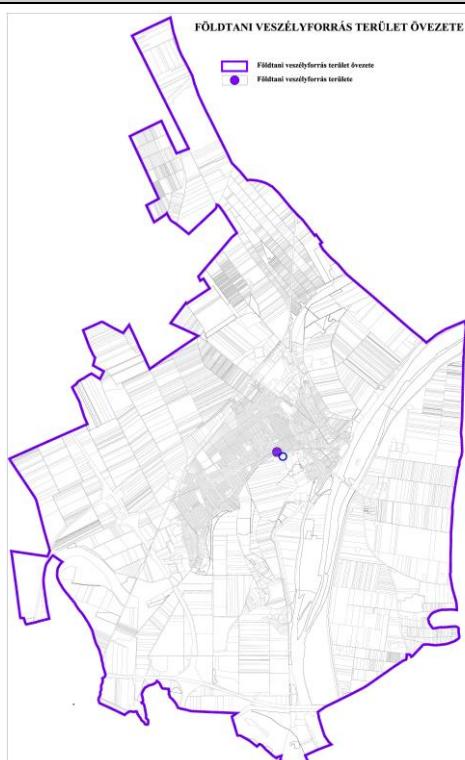 FÖLDTANI VESZÉLYFORRÁS TERÜLET ÖVEZETE
Földtani veszélyforrás terület övezete
Földtani veszélyforrás területe